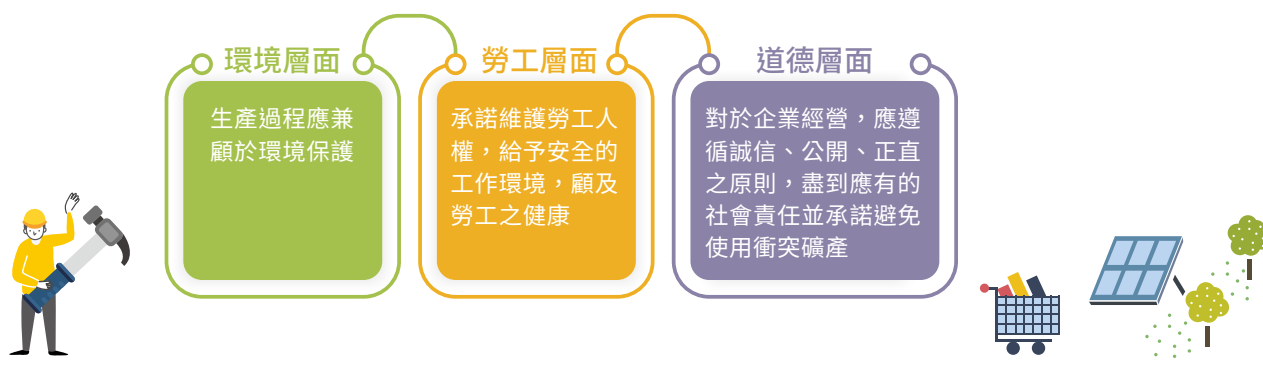 環境層面
生產過程應兼
顧於環境保護
勞工層面
承諾維護勞工人
權，給予安全的
工作環境，顧及
勞工之健康
道德層面
對於企業經營，應遵
循誠信、公開、正直
之原則，盡到應有的
社會責任並承諾避免
使用衝突礦產